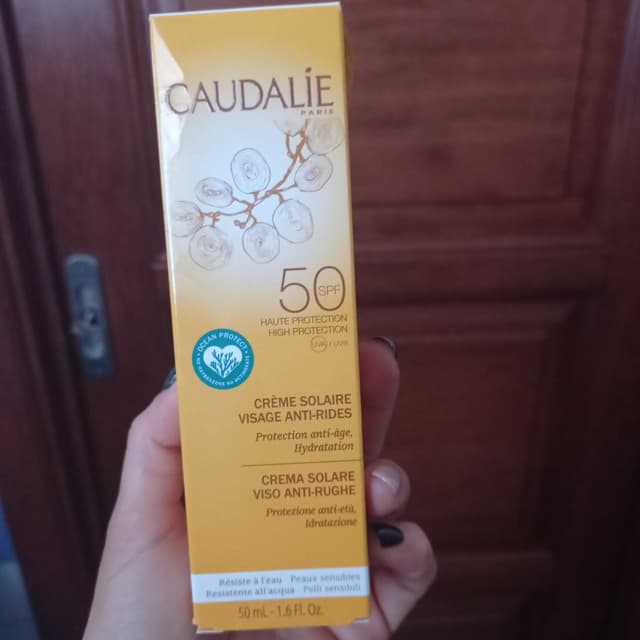 CAUDALÍE
PARIS
50 SPF
HAUTE PROTECTION
HIGH PROTECTION
UVA / UVB
OCEAN PROTECT
CRÈME SOLAIRE
VISAGE ANTI-RIDES
Protection anti-âge,
Hydratation
CREMA SOLARE
VISO ANTI-RUGHE
Protezione anti-età,
Idratazione
Résiste à l'eau - Peaux sensibles
Resistente all'acqua - Pelli sensibili
50 mL - 1.6 Fl. Oz.